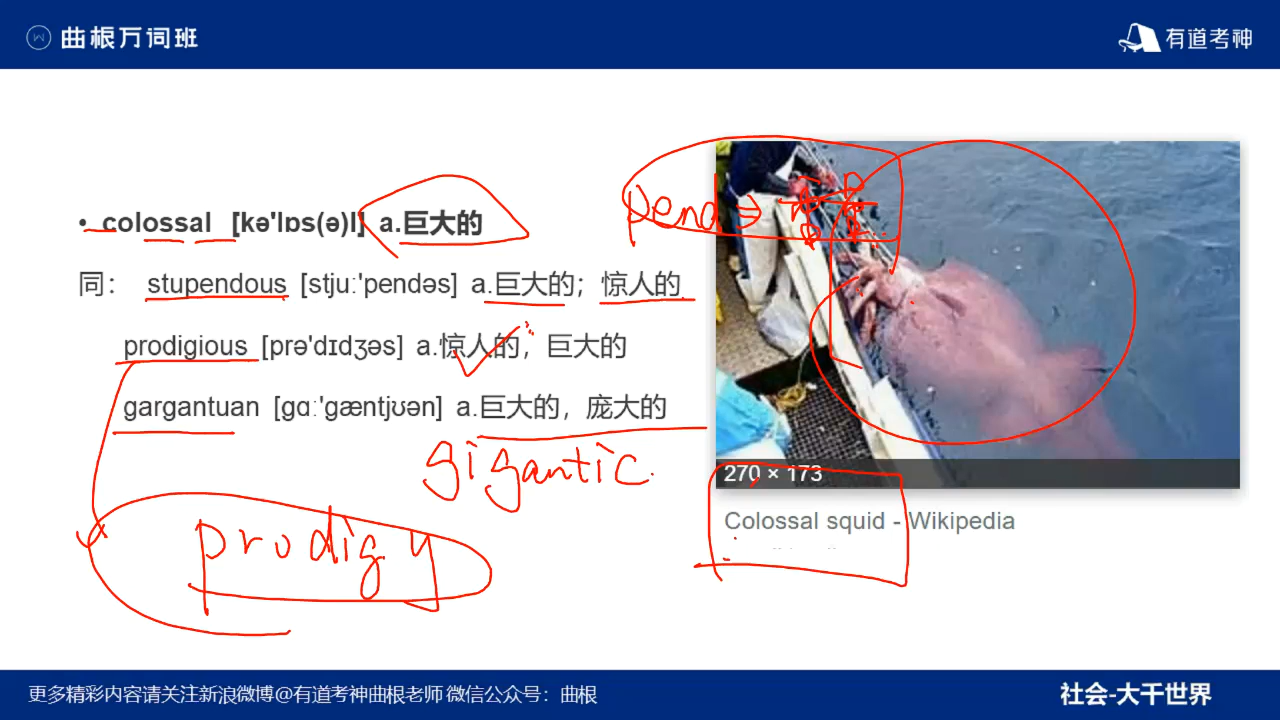 曲根万词班
有道考神
• colossal [kə'lɒs(ə)l] a.巨大的
同： stupendous [stju:'pendəs] a.巨大的；惊人的
prodigious [prə'dɪdʒəs] a.惊人的，巨大的
gargantuan [gɑ:'gæntjʊən] a.巨大的，庞大的
pend ⇒
gigantic
prodigy
270 × 173
Colossal squid - Wikipedia
更多精彩内容请关注新浪微博@有道考神曲根老师 微信公众号：曲根
社会-大千世界